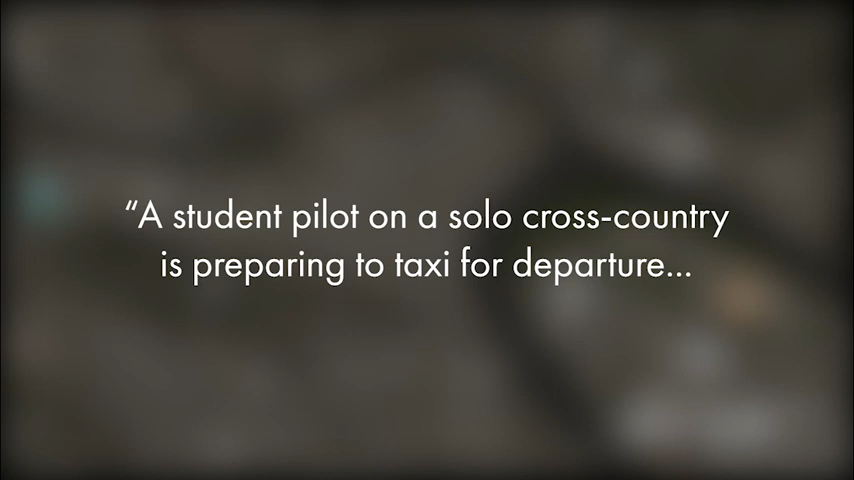 “A student pilot on a solo cross-country
is preparing to taxi for departure...